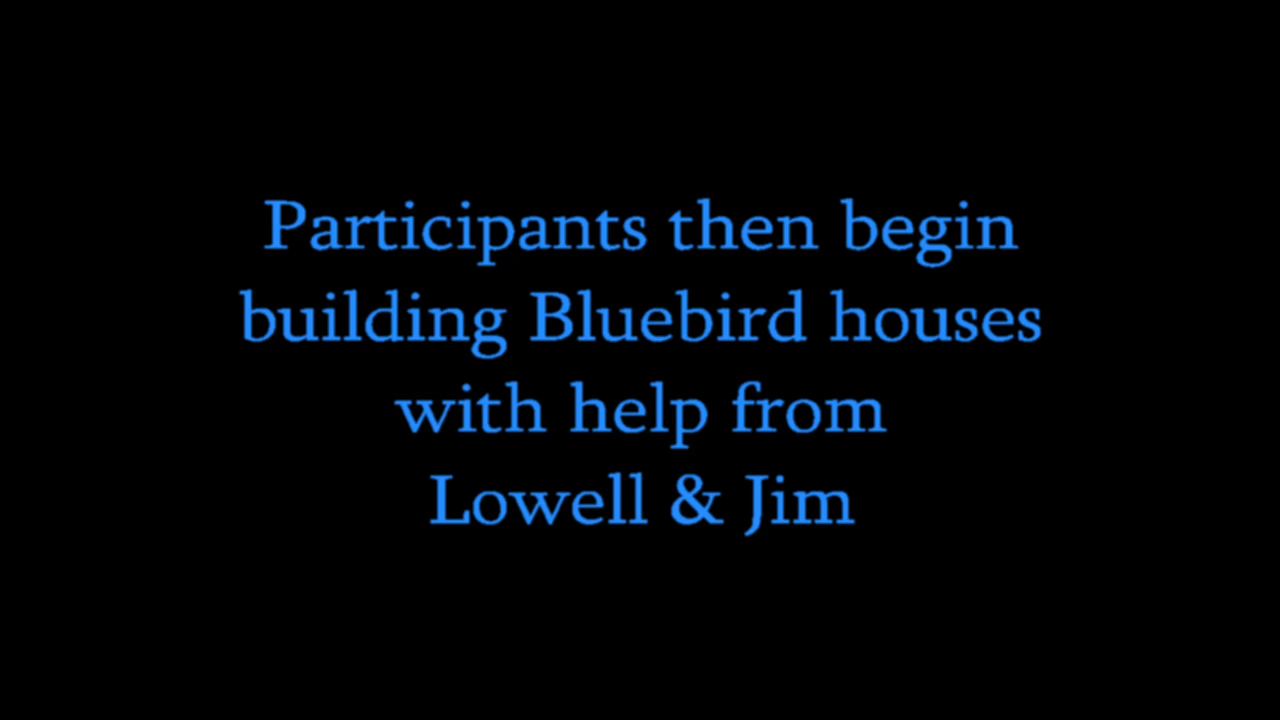 Participants then begin
building Bluebird houses
with help from
Lowell & Jim